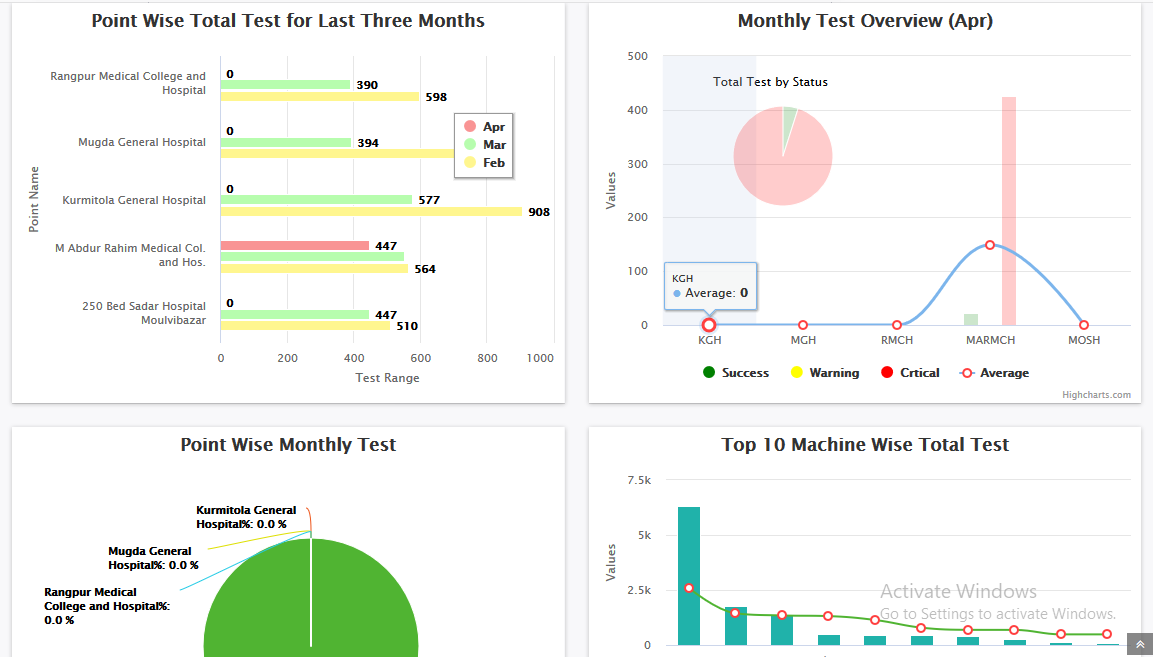 Point Wise Total Test for Last Three Months
Point Name
Rangpur Medical College and
Hospital
0
390
598
Mugda General Hospital
0
394
Kurmitola General Hospital
0
577
908
M Abdur Rahim Medical Col.
and Hos.
447
564
250 Bed Sadar Hospital
Moulvibazar
0
447
510
Apr
Mar
Feb
0 200 400 600 800 1000
Test Range
Monthly Test Overview (Apr)
Values
500
400
300
200
100
0
Total Test by Status
KGH
Average: 0
KGH MGH RMCH MARMCH MOSH
Success Warning Crtical Average
Highcharts.com
Point Wise Monthly Test
Kurmitola General
Hospital%: 0.0 %
Mugda General
Hospital%: 0.0 %
Rangpur Medical
College and Hospital%:
0.0 %
Top 10 Machine Wise Total Test
Values
7.5k
5k
2.5k
0
Activate Windows
Go to Settings to activate Windows.